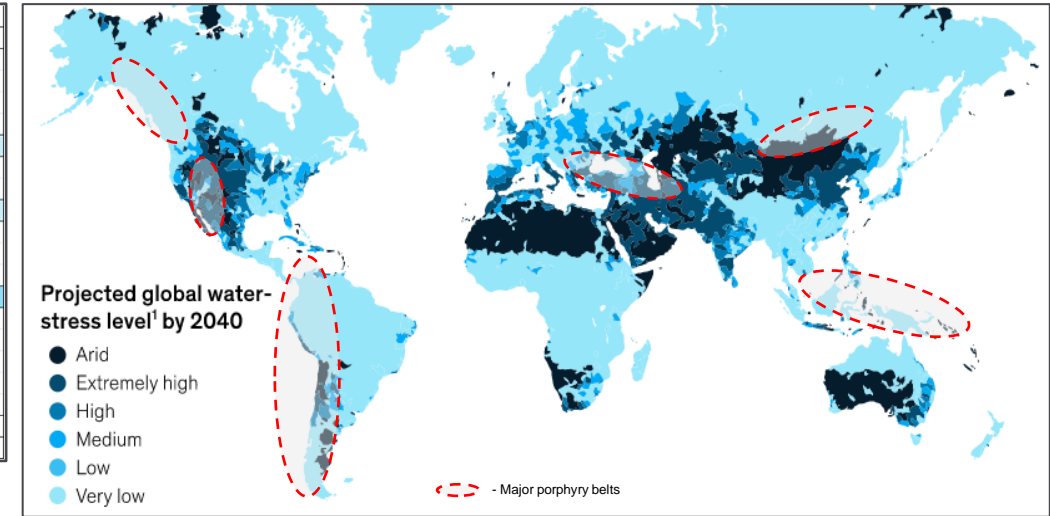 Projected global water-
stress level¹ by 2040
Arid
Extremely high
High
Medium
Low
Very low
- Major porphyry belts